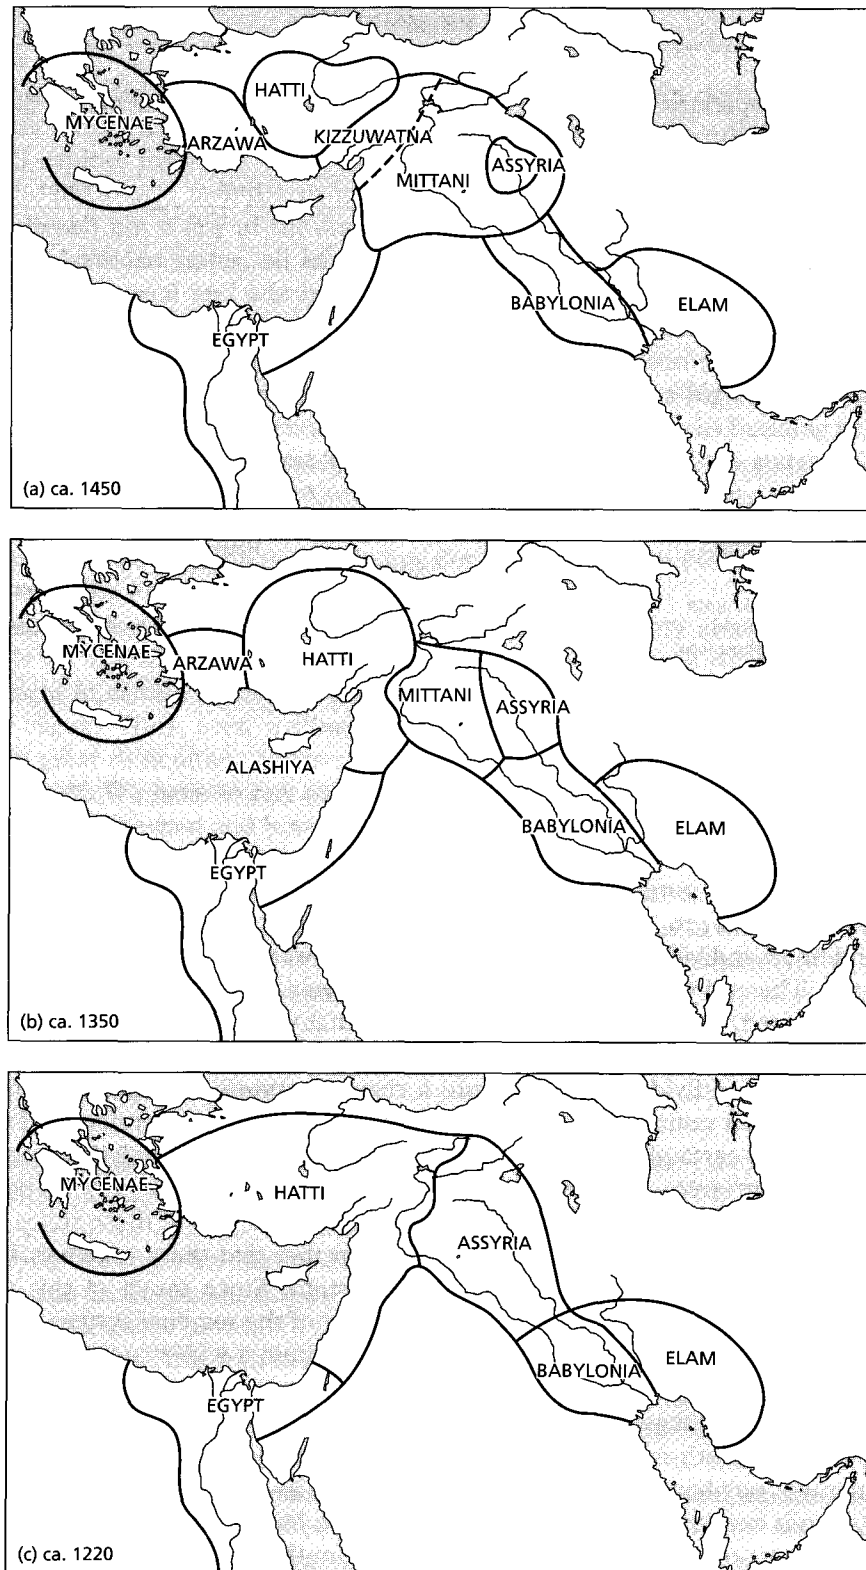 HATTI
MYCENAE
ARZAWA
KIZZUWATNA
ASSYRIA
MITTANI
BABYLONIA
ELAM
EGYPT
(a) ca. 1450
MYCENAE
ARZAWA
HATTI
MITTANI
ASSYRIA
ALASHIYA
BABYLONIA
ELAM
EGYPT
(b) ca. 1350
MYCENAE
HATTI
ASSYRIA
BABYLONIA
ELAM
EGYPT
(c) ca. 1220